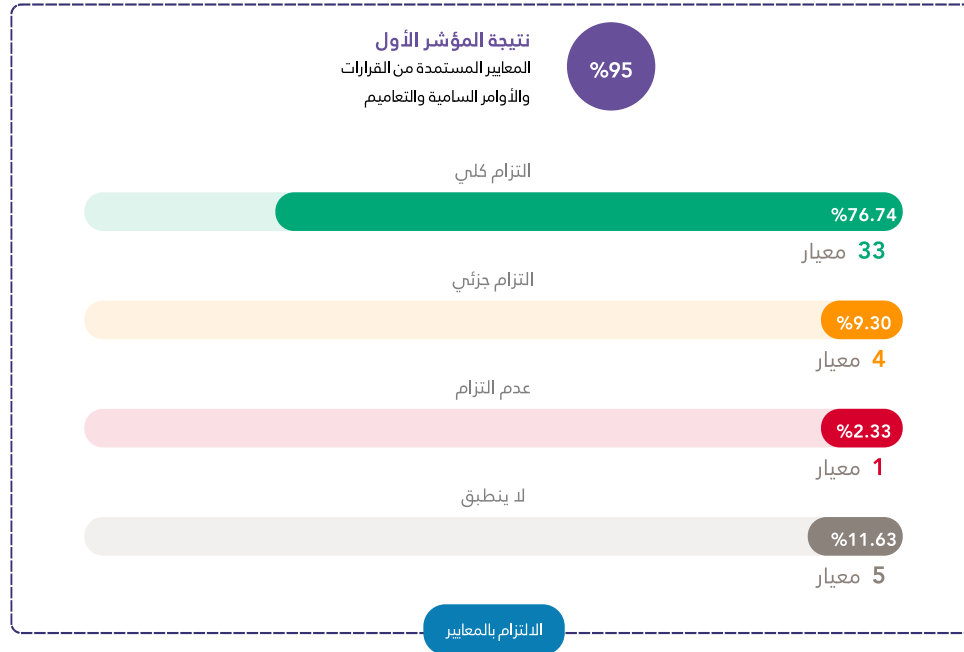 نتيجة المؤشر الأول
المعايير المستمدة من القرارات
والأوامر السامية والتعاميم
%95
التزام كلي
%76.74
33 معيار
التزام جزئي
%9.30
4 معيار
عدم التزام
%2.33
1 معيار
لا ينطبق
%11.63
5 معيار
الالتزام بالمعايير